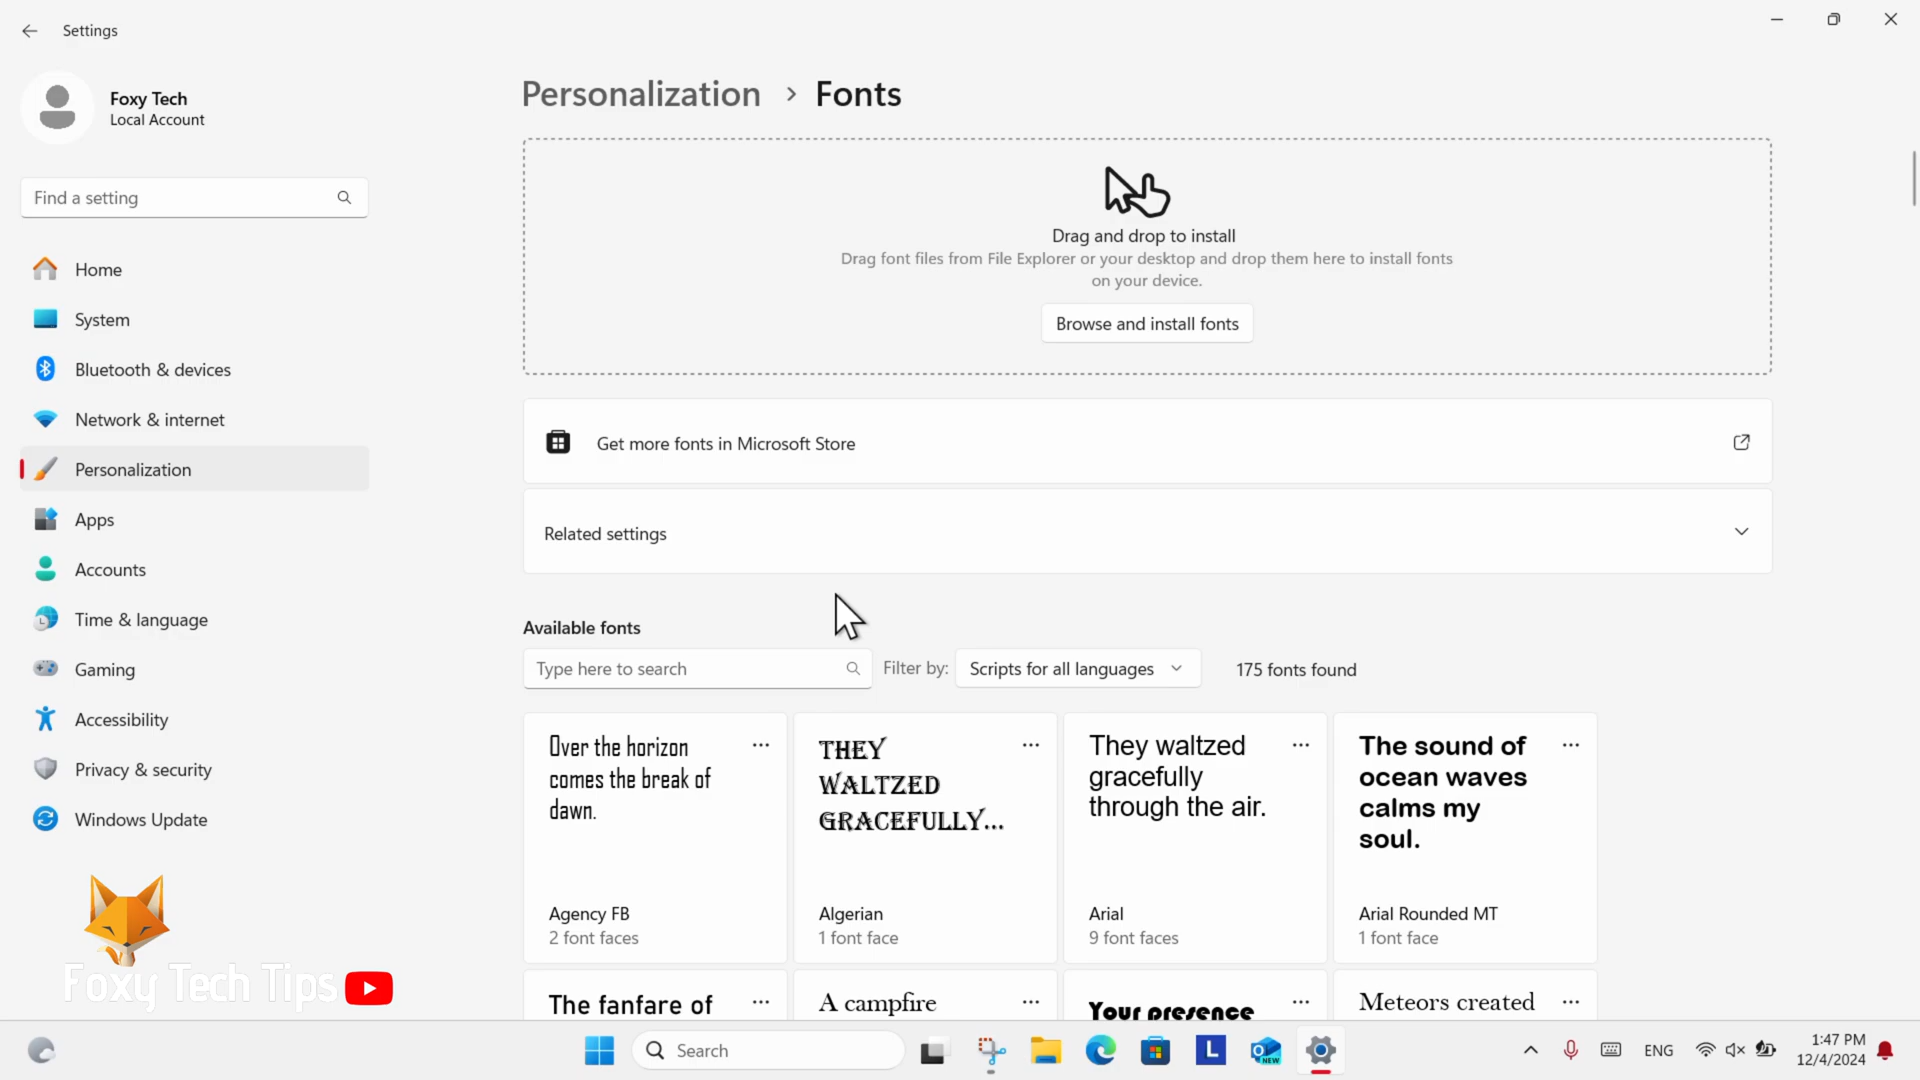 Settings
Foxy Tech
Local Account
Find a setting
Home
System
Bluetooth & devices
Network & internet
Personalization
Apps
Accounts
Time & language
Gaming
Accessibility
Privacy & security
Windows Update
Foxy Tech Tips
Personalization > Fonts
Drag and drop to install
Drag font files from File Explorer or your desktop and drop them here to install fonts
on your device.
Browse and install fonts
Get more fonts in Microsoft Store
Related settings
Available fonts
Type here to search
Filter by:
Scripts for all languages
175 fonts found
Over the horizon
comes the break of
dawn.
Agency FB
2 font faces
THEY
WALTZED
GRACEFULLY...
Algerian
1 font face
They waltzed
gracefully
through the air.
Arial
9 font faces
The sound of
ocean waves
calms my
soul.
Arial Rounded MT
1 font face
The fanfare of
A campfire
Your presence
Meteors created
Search
L
NEW
ENG
1:47 PM
12/4/2024